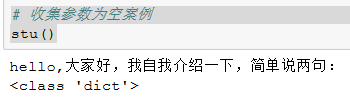 # 收集参数为空案例
stu()
hello,大家好，我自我介绍一下，简单说两句：
<class 'dict'>